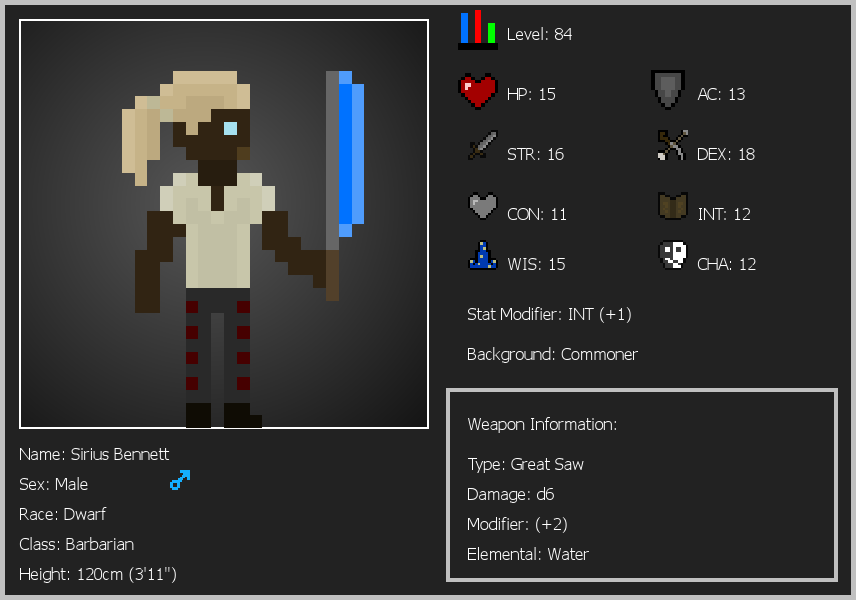 Level: 84
HP: 15
AC: 13
STR: 16
DEX: 18
CON: 11
INT: 12
WIS: 15
CHA: 12
Stat Modifier: INT (+1)
Background: Commoner
Weapon Information:
Type: Great Saw
Damage: d6
Modifier: (+2)
Elemental: Water
Name: Sirius Bennett
Sex: Male
Race: Dwarf
Class: Barbarian
Height: 120cm (3'11")